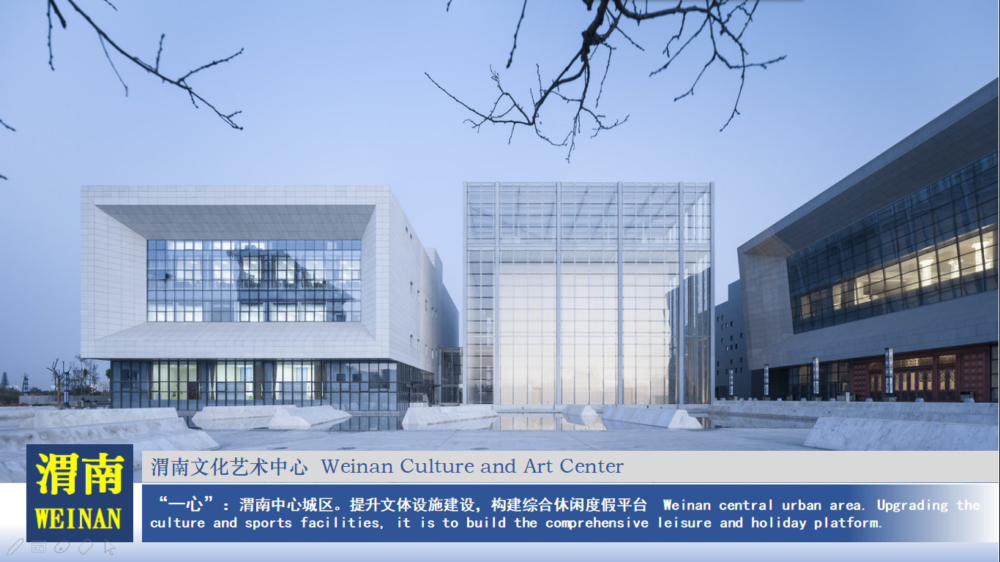 渭南文化艺术中心 Weinan Culture and Art Center
渭南
WEINAN
“一心”：渭南中心城区。提升文体设施建设，构建综合休闲度假平台 Weinan central urban area. Upgrading the
culture and sports facilities, it is to build the comprehensive leisure and holiday platform.